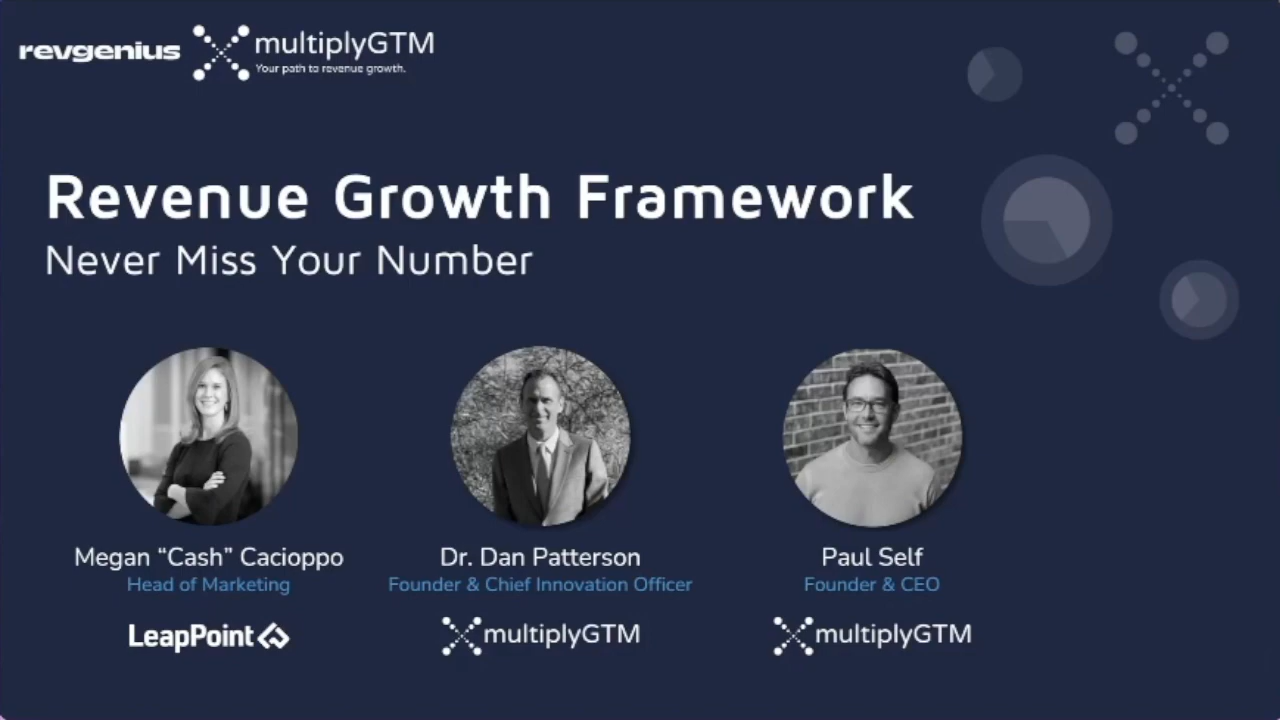 revgenius
multiplyGTM
Your path to revenue growth.
Revenue Growth Framework
Never Miss Your Number
Megan “Cash” Cacioppo
Head of Marketing
LeapPoint
Dr. Dan Patterson
Founder & Chief Innovation Officer
multiplyGTM
Paul Self
Founder & CEO
multiplyGTM